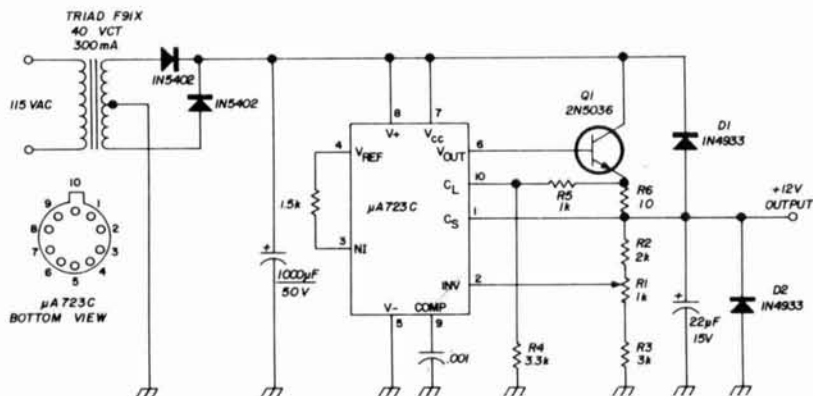 TRIAD F91X
40 VCT
300mA
1N5402
1N5402
115 VAC
10
9
1
8
2
7
3
6
4
5
μA723C
BOTTOM VIEW
+
1000μF
50V
8
7
V+
VCC
4
VREF
VOUT
6
1.5k
CL
10
μA723C
CS
1
3
NI
INV
2
V-
COMP
5
9
.001
Q1
2N5036
R5
1k
R6
10
R4
3.3k
R2
2k
R1
1k
R3
3k
D1
1N4933
+12V
OUTPUT
+
22μF
15V
D2
1N4933